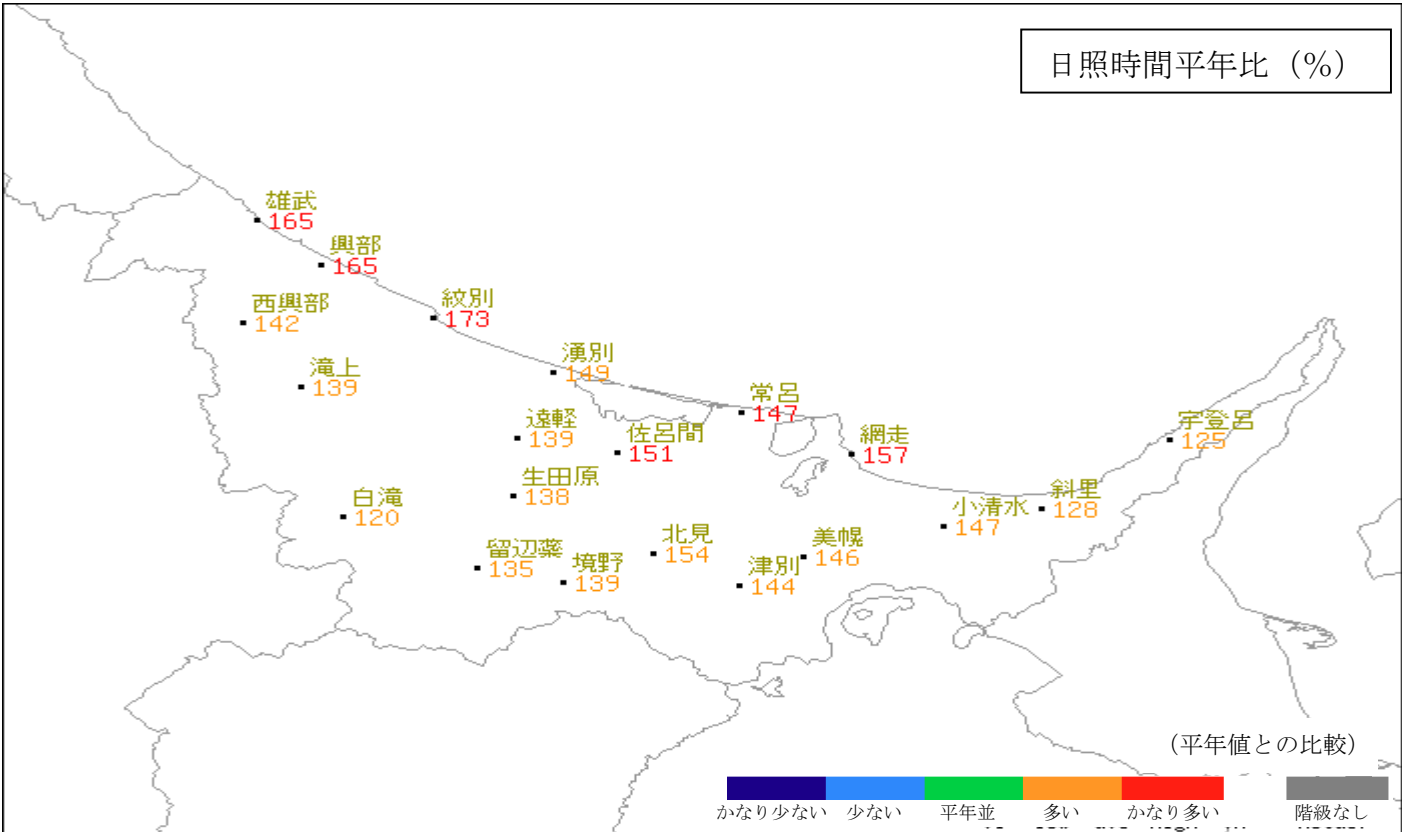 日照時間平年比（%）
雄武
165
興部
165
西興部
142
紋別
173
滝上
139
湧別
149
常呂
147
遠軽
139
佐呂間
151
網走
157
宇登呂
125
生田原
138
白滝
120
小清水
147
斜里
128
留辺蘂
135
境野
139
北見
154
美幌
146
津別
144
（平年値との比較）
かなり少ない 少ない 平年並 多い かなり多い 階級なし